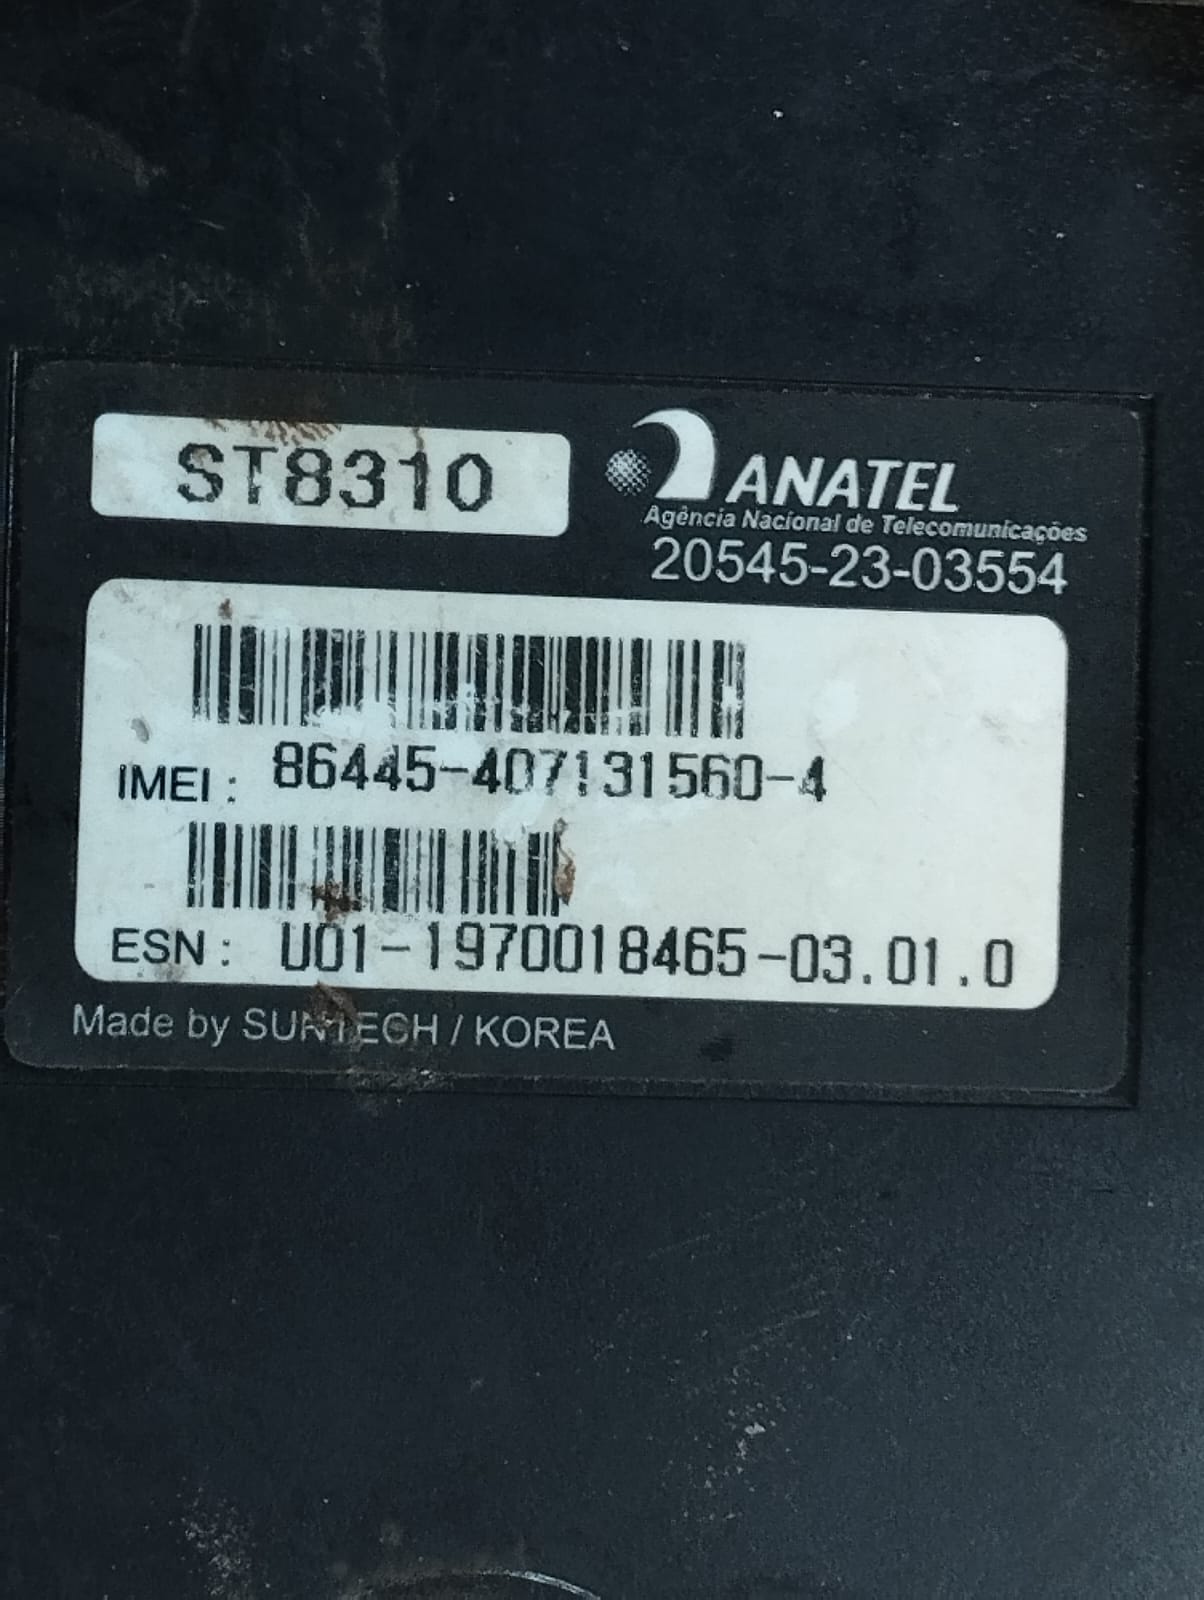 ST8310
ANATEL
Agência Nacional de Telecomunicações
20545-23-03554
IMEI : 86445-407131560-4
ESN : U01-1970018465-03.01.0
Made by SUNTECH / KOREA